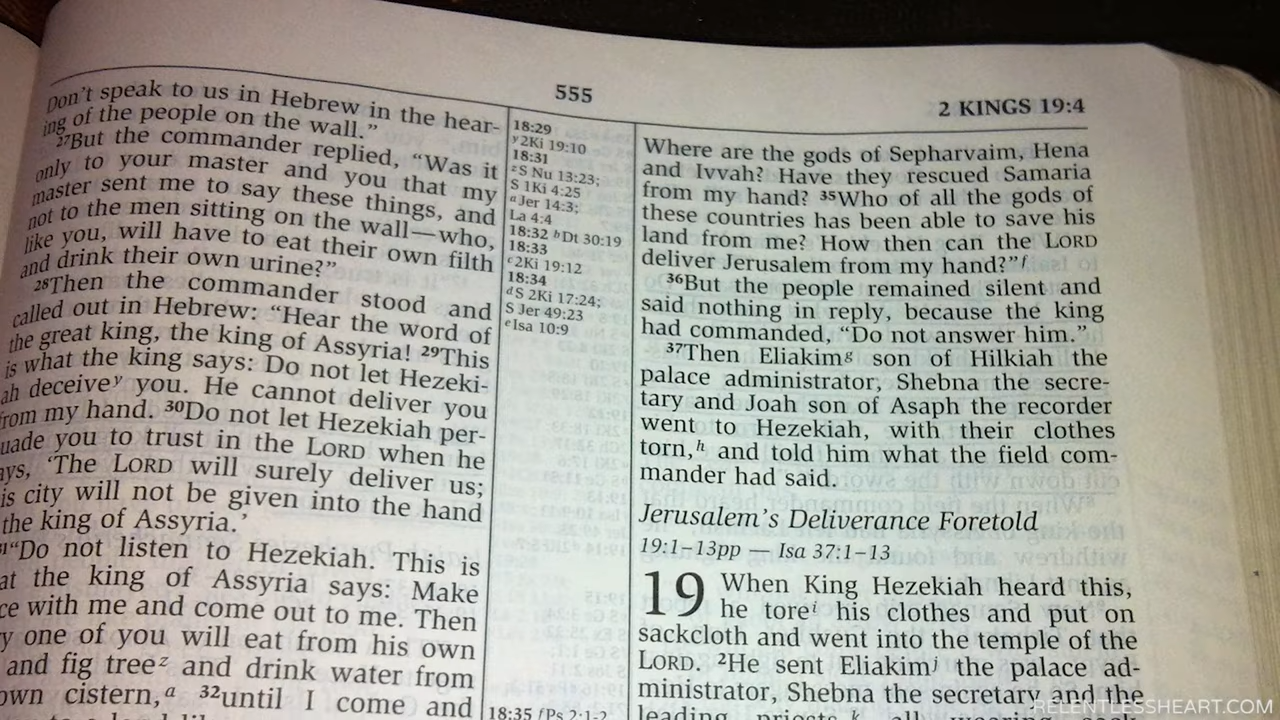 555
2 KINGS 19:4
Don't speak to us in Hebrew in the hear-
ing of the people on the wall."
27But the commander replied, "Was it
only to your master and you that my
master sent me to say these things, and
not to the men sitting on the wall—who,
like you, will have to eat their own filth
and drink their own urine?"
28Then the commander stood and
called out in Hebrew: "Hear the word of
the great king, the king of Assyria! 29This
is what the king says: Do not let Hezeki-
ah deceivey you. He cannot deliver you
from my hand. 30Do not let Hezekiah per-
uade you to trust in the LORD when he
ays, 'The LORD will surely deliver us;
is city will not be given into the hand
the king of Assyria.'
31"Do not listen to Hezekiah. This is
at the king of Assyria says: Make
ce with me and come out to me. Then
y one of you will eat from his own
and fig treez and drink water from
own cistern,a 32until I come and
18:29
y2Ki 19:10
18:31
zS Nu 13:23;
S 1Ki 4:25
aJer 14:3;
La 4:4
18:32 bDt 30:19
18:33
c2Ki 19:12
18:34
dS 2Ki 17:24;
S Jer 49:23
eIsa 10:9
18:35 fPs 2:1-2
Where are the gods of Sepharvaim, Hena
and Ivvah? Have they rescued Samaria
from my hand? 35Who of all the gods of
these countries has been able to save his
land from me? How then can the LORD
deliver Jerusalem from my hand?"f
36But the people remained silent and
said nothing in reply, because the king
had commanded, "Do not answer him."
37Then Eliakimg son of Hilkiah the
palace administrator, Shebna the secre-
tary and Joah son of Asaph the recorder
went to Hezekiah, with their clothes
torn,h and told him what the field com-
mander had said.
Jerusalem's Deliverance Foretold
19:1-13pp — Isa 37:1-13
19 When King Hezekiah heard this,
he torei his clothes and put on
sackcloth and went into the temple of the
LORD. 2He sent Eliakimj the palace ad-
ministrator, Shebna the secretary and the
leading priests,k all wearing
RELENTLESSHEART.COM